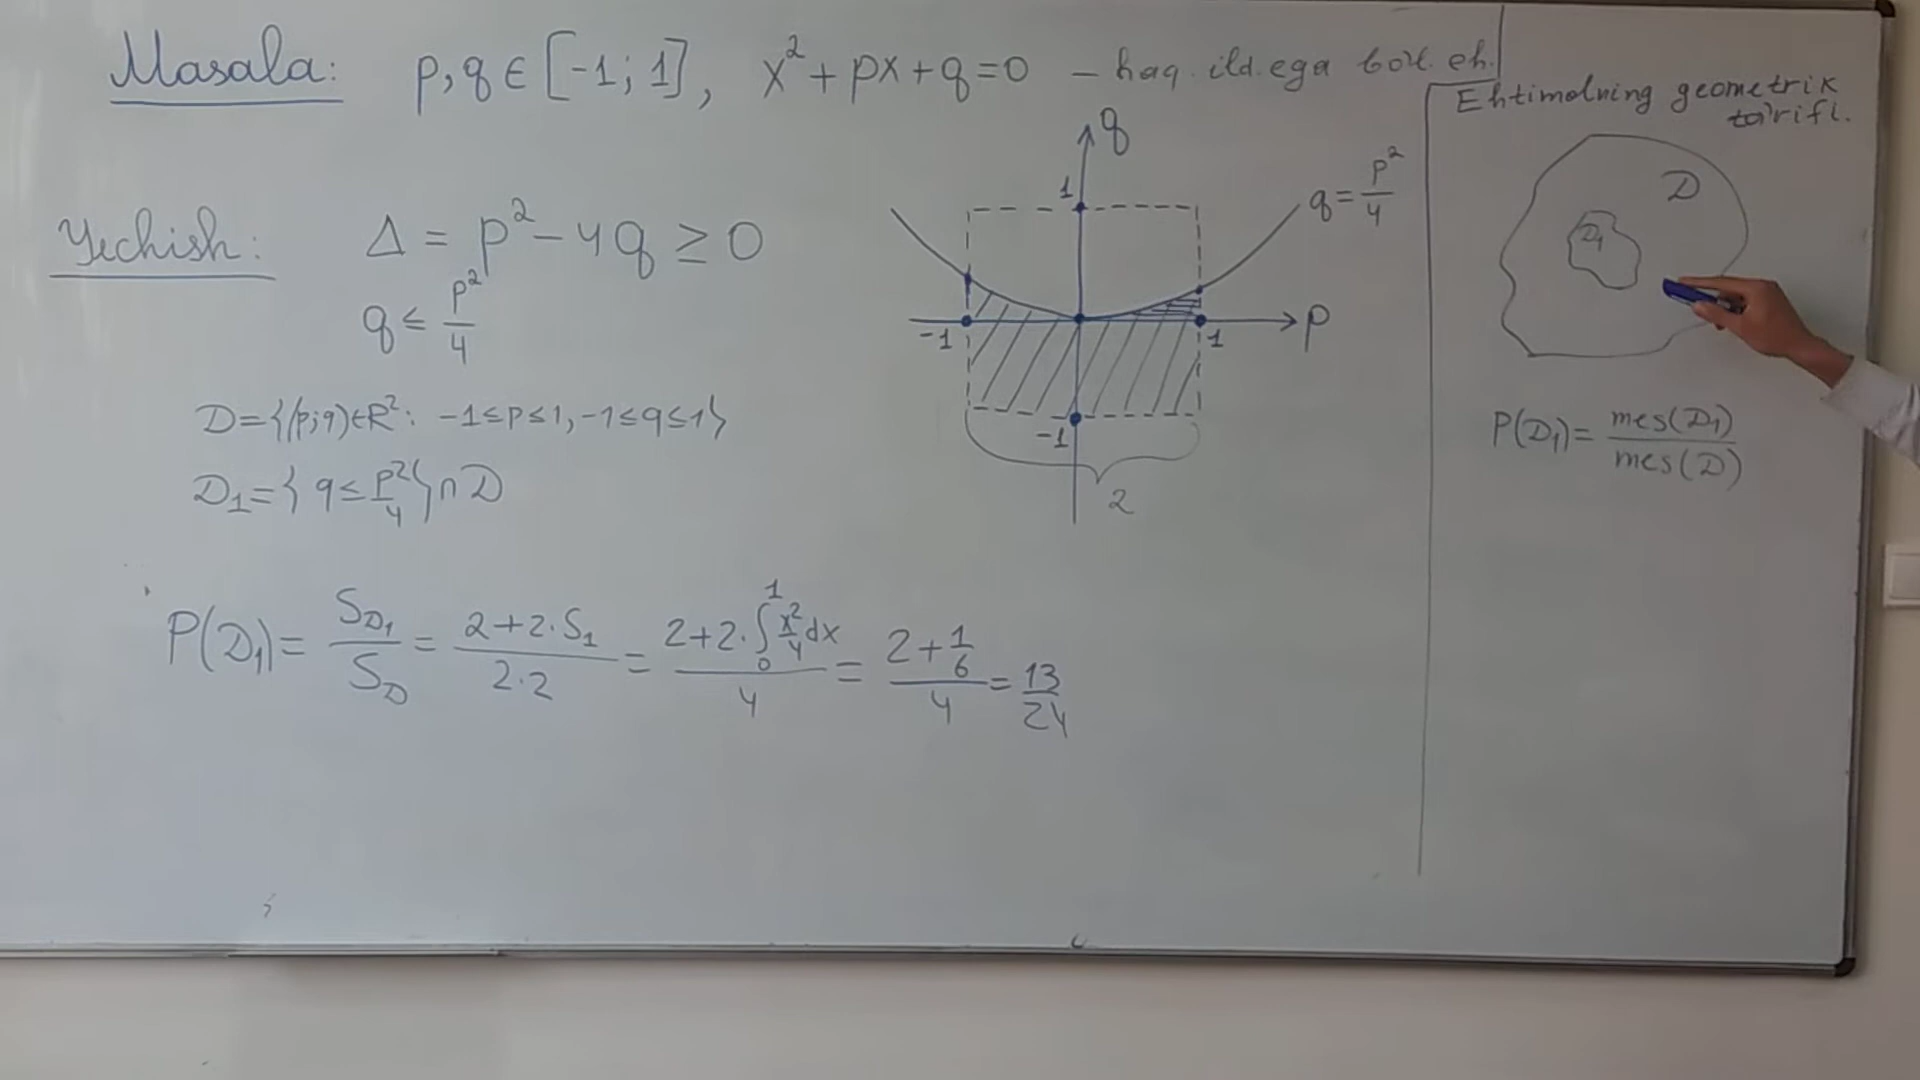 Masala: p,q ∈ [-1; 1], x² + px + q = 0 – haq. ild. ega bo'l. eh.
Yechish: Δ = p² - 4q ≥ 0
q ≤ p²/4
D = {(p;q) ∈ R²: -1 ≤ p ≤ 1, -1 ≤ q ≤ 1}
D₁ = { q ≤ p²/4 } ∩ D
P(D₁) = S_D₁/S_D = (2+2·S₁)/(2·2) = (2+2·∫₀¹ x²/4 dx)/4 = (2+1/6)/4 = 13/24
q
1
q = p²/4
-1
1
p
-1
2
Ehtimolning geometrik
ta'rifi.
D
D₁
P(D₁) = mes(D₁)/mes(D)